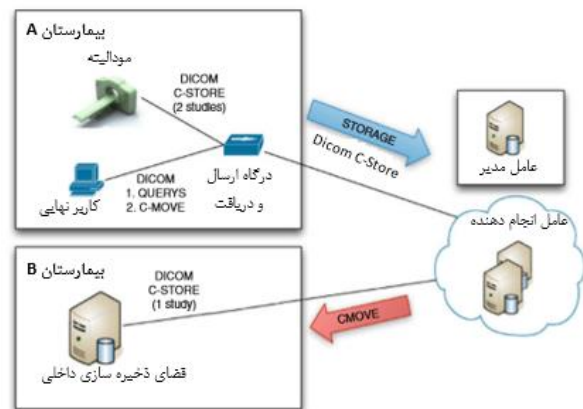 بیمارستان A
مودالیته
DICOM
C-STORE
(2 studies)
DICOM
1. QUERYS
2. C-MOVE
کاربر نهایی
درگاه ارسال
و دریافت
STORAGE
Dicom C-Store
عامل مدیر
عامل انجام دهنده
بیمارستان B
DICOM
C-STORE
(1 study)
قضای ذخیره سازی داخلی
CMOVE